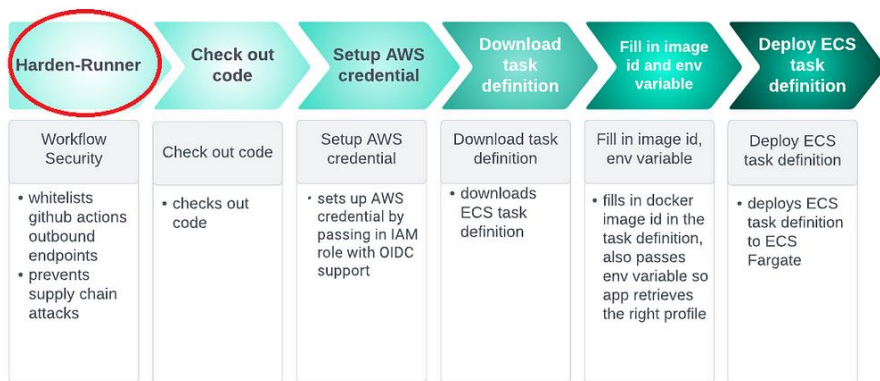 Harden-Runner
Check out
code
Setup AWS
credential
Download
task
definition
Fill in image
id and env
variable
Deploy ECS
task
definition
Workflow
Security
• whitelists
github actions
outbound
endpoints
• prevents
supply chain
attacks
Check out code
• checks out
code
Setup AWS
credential
• sets up AWS
credential by
passing in IAM
role with OIDC
support
Download task
definition
• downloads
ECS task
definition
Fill in image id,
env variable
• fills in docker
image id in the
task definition,
also passes
env variable so
app retrieves
the right profile
Deploy ECS
task definition
• deploys ECS
task definition
to ECS
Fargate